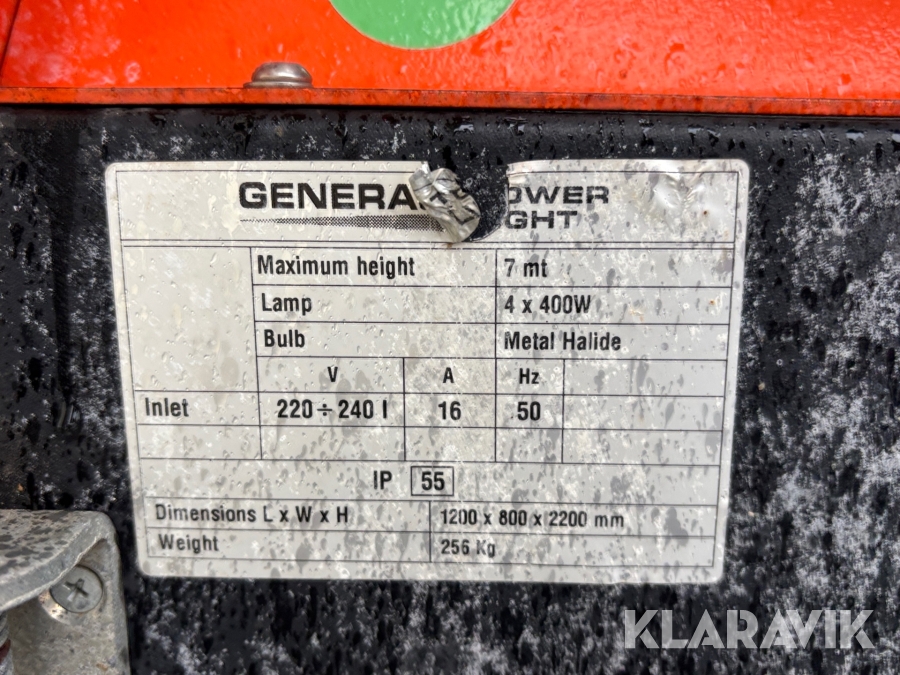 GENERA OWER
GHT
Maximum height 7 mt
Lamp 4 x 400W
Bulb Metal Halide
V A Hz
Inlet 220 ÷ 240 I 16 50
IP 55
Dimensions L x W x H 1200 x 800 x 2200 mm
Weight 256 Kg
KLARAVIK